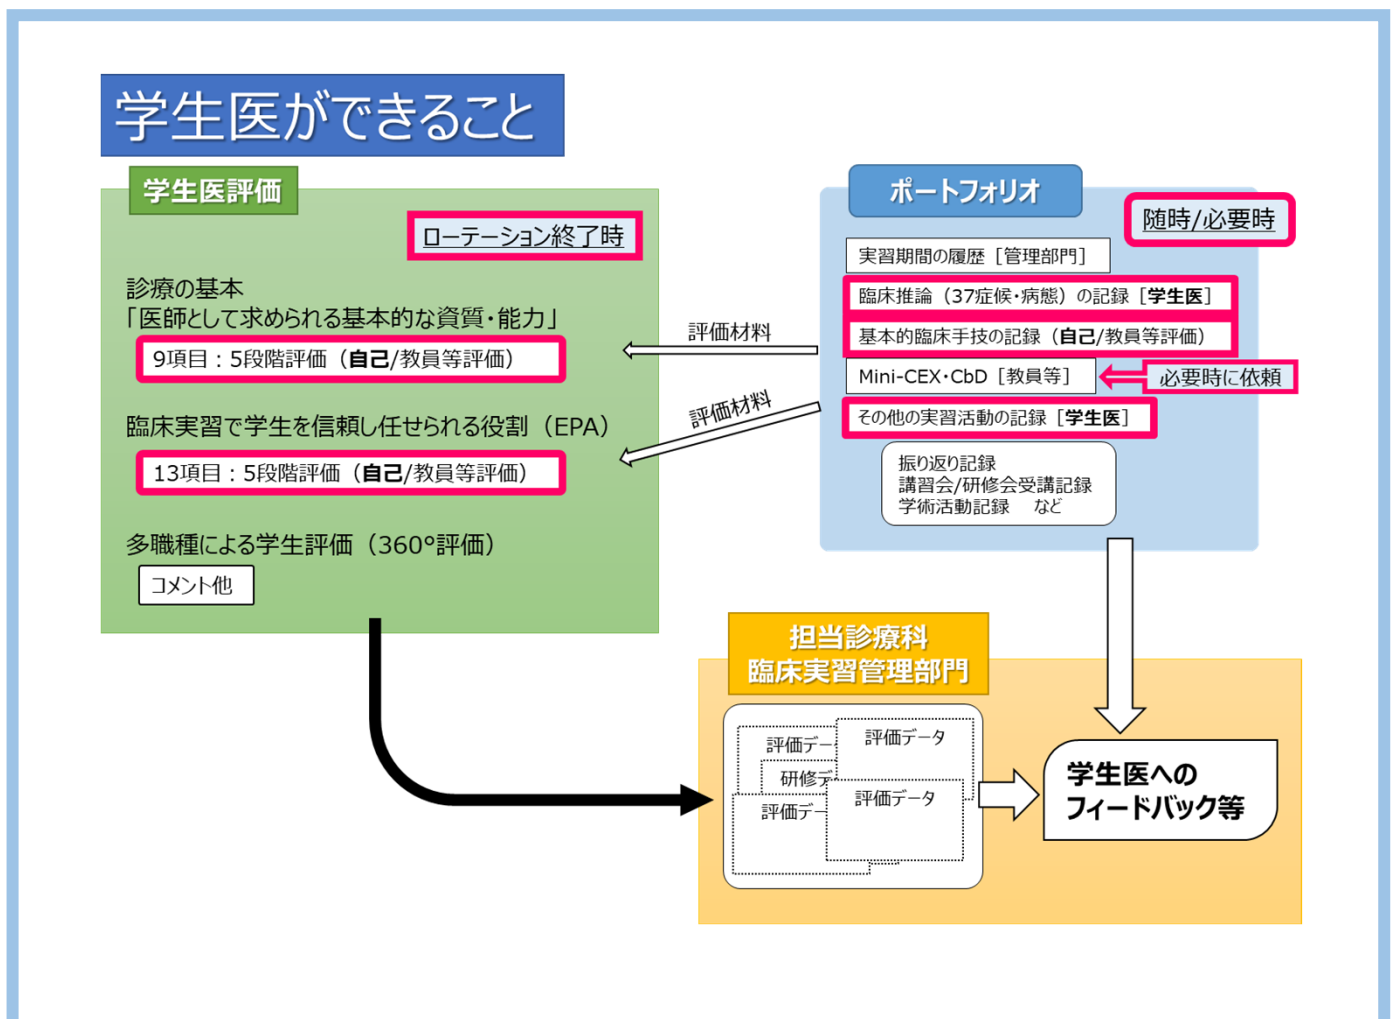 学生医ができること
学生医評価
ローテーション終了時
診療の基本
「医師として求められる基本的な資質・能力」
9項目：5段階評価（自己/教員等評価）
臨床実習で学生を信頼し任せられる役割（EPA）
13項目：5段階評価（自己/教員等評価）
多職種による学生評価（360°評価）
コメント他
評価材料
評価材料
ポートフォリオ
随時/必要時
実習期間の履歴［管理部門］
臨床推論（37症候・病態）の記録［学生医］
基本的臨床手技の記録（自己/教員等評価）
Mini-CEX・CbD［教員等］
必要時に依頼
その他の実習活動の記録［学生医］
振り返り記録
講習会/研修会受講記録
学術活動記録　など
担当診療科
臨床実習管理部門
評価デー
評価データ
研修デ
評価デー
評価データ
学生医への
フィードバック等